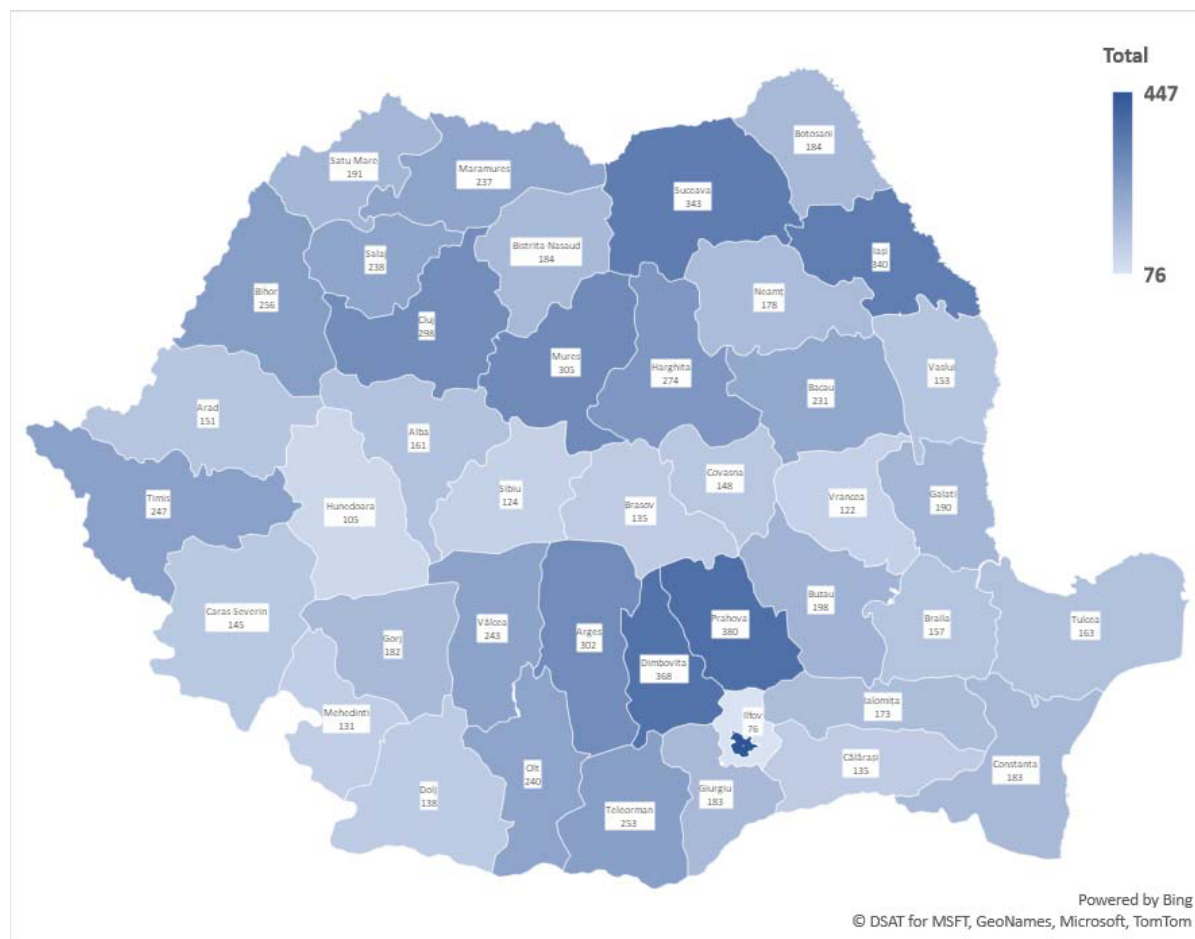 Total
447
76
Botosani
184
Satu Mare
191
Maramures
237
Suceava
343
Bistrita Nasaud
184
Iași
340
Salaj
238
Bihor
256
Neamț
178
Cluj
298
Mures
305
Harghita
274
Vaslui
153
Bacau
231
Arad
151
Alba
161
Covasna
148
Sibiu
124
Vrancea
122
Galati
190
Timis
247
Hunedoara
105
Brasov
135
Buzau
198
Caras Severin
145
Gorj
182
Vâlcea
243
Arges
302
Prahova
380
Braila
157
Tulcea
163
Dimbovita
368
Ialomița
173
Mehedinti
131
Ilfov
76
Călărași
135
Constanta
183
Olt
240
Dolj
138
Teleorman
253
Giurgiu
183
Powered by Bing
© DSAT for MSFT, GeoNames, Microsoft, TomTom